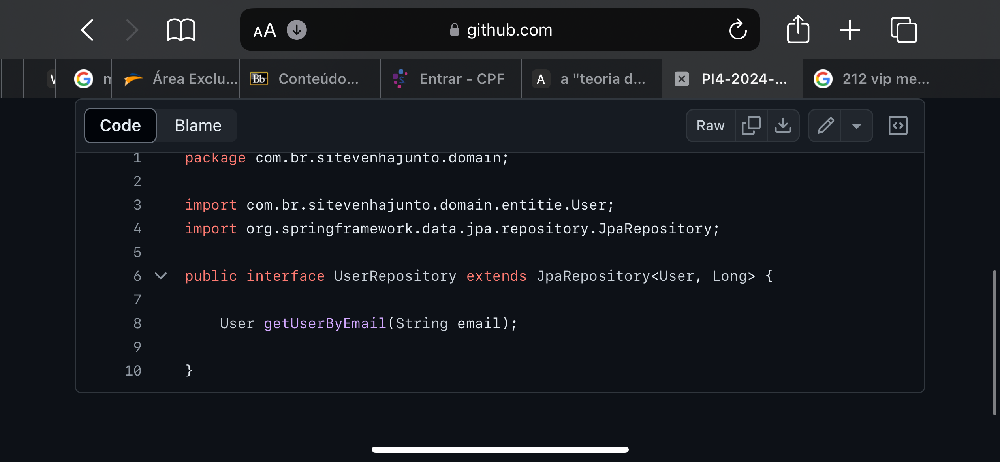 AA github.com
W m Área Exclu... Bb Conteúdo... S. Entrar - CPF A a "teoria d... PI4-2024-... 212 vip me...
Code Blame Raw
1 package com.br.sitevenhajunto.domain;
2
3 import com.br.sitevenhajunto.domain.entitie.User;
4 import org.springframework.data.jpa.repository.JpaRepository;
5
6 public interface UserRepository extends JpaRepository<User, Long> {
7
8 User getUserByEmail(String email);
9
10 }